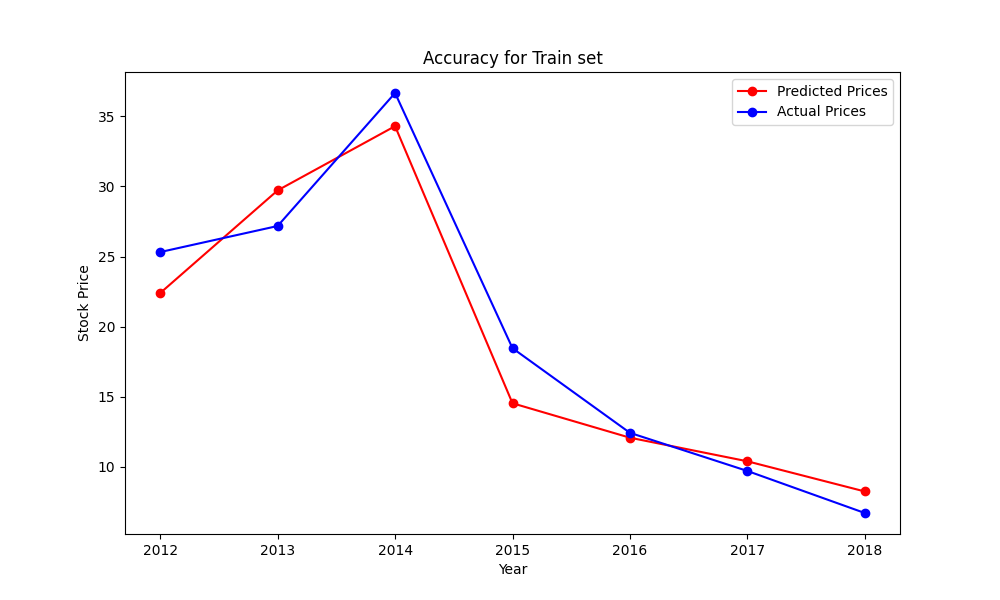 Accuracy for Train set
Predicted Prices
Actual Prices
35
30
25
20
15
10
Stock Price
2012 2013 2014 2015 2016 2017 2018
Year